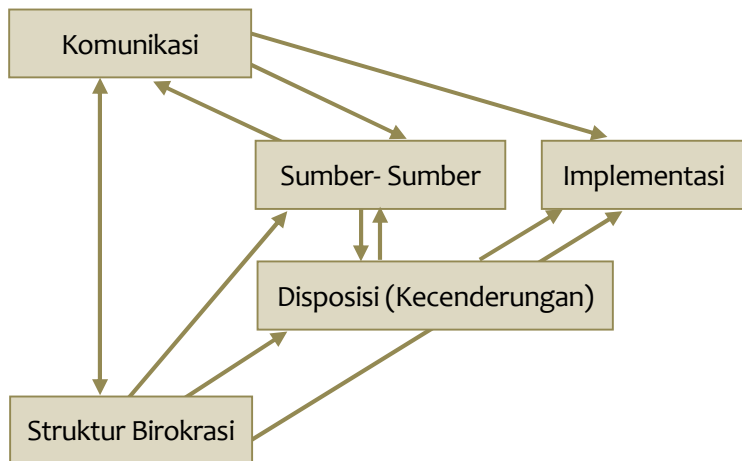 Komunikasi
Sumber- Sumber
Implementasi
Disposisi (Kecenderungan)
Struktur Birokrasi